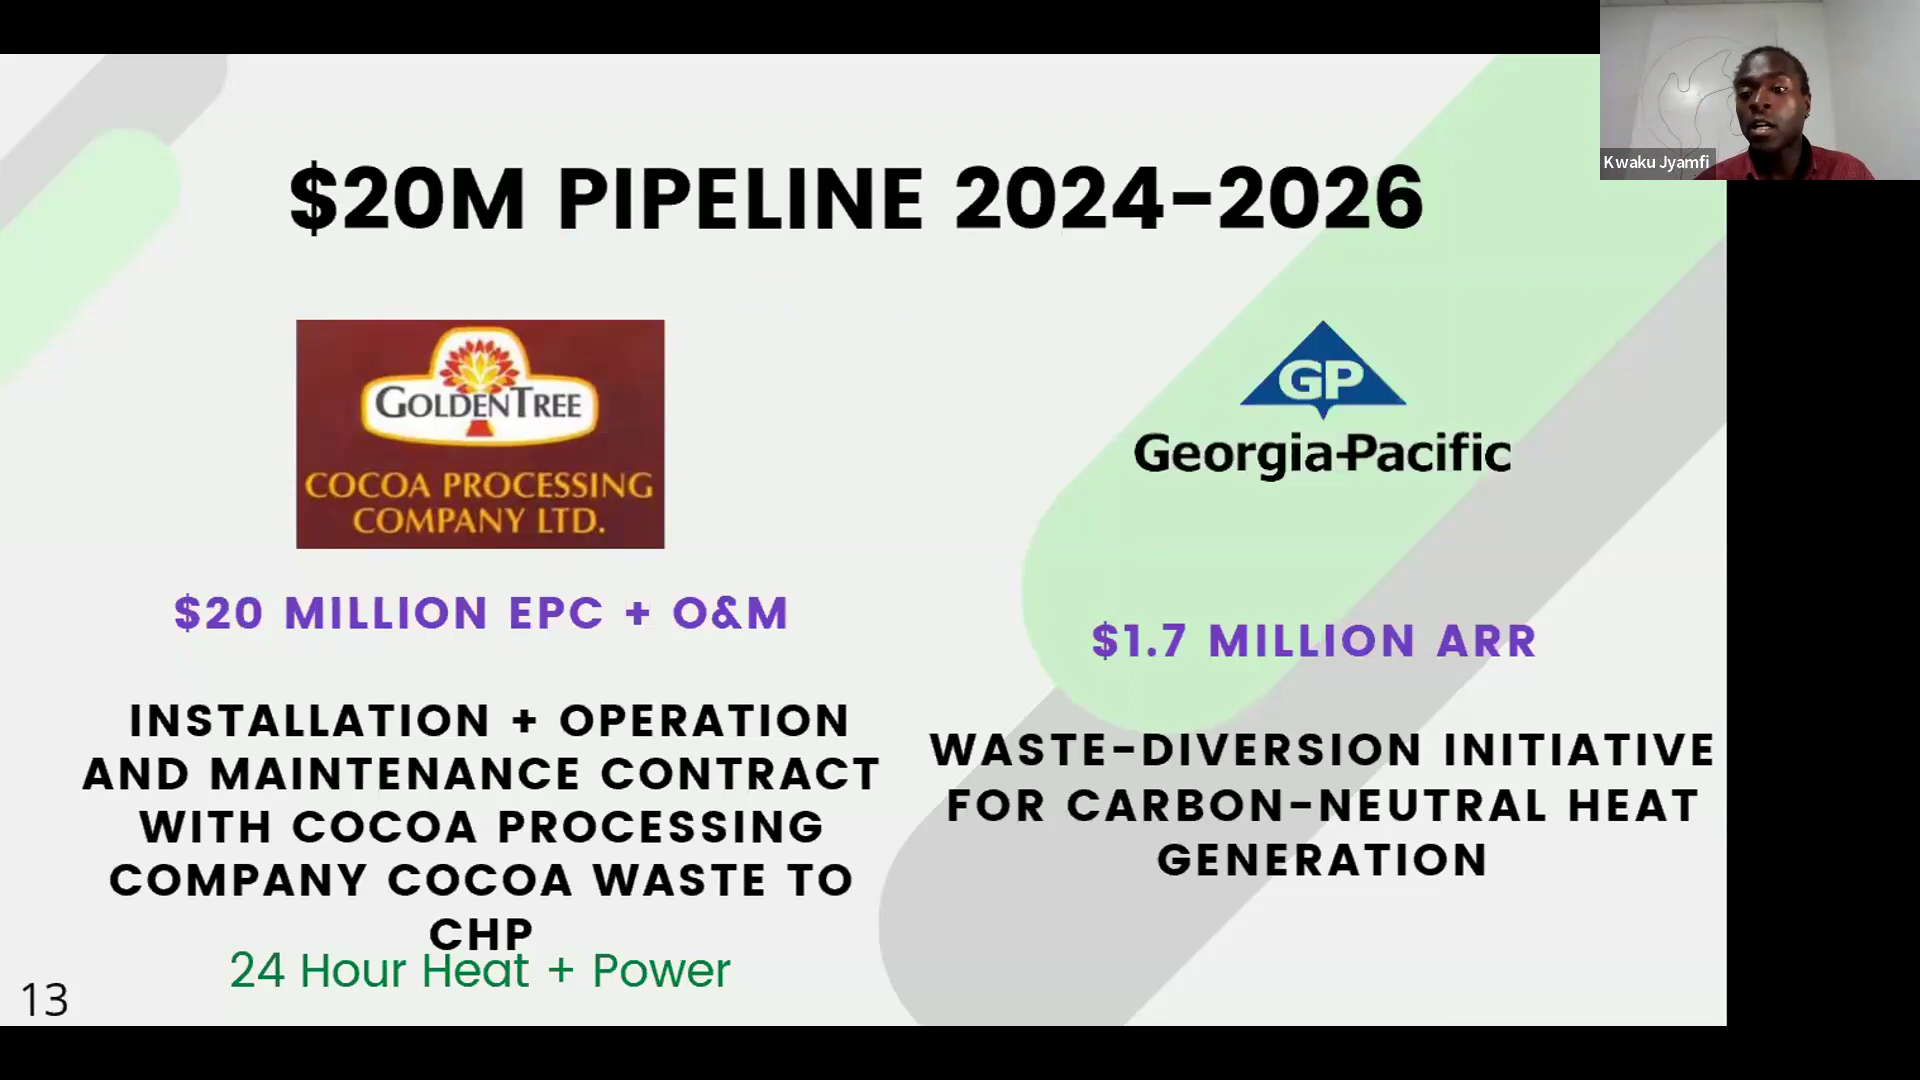 Kwaku Jyamfi
$20M PIPELINE 2024-2026
GOLDENTREE
COCOA PROCESSING
COMPANY LTD.
GP
Georgia-Pacific
$20 MILLION EPC + O&M
INSTALLATION + OPERATION
AND MAINTENANCE CONTRACT
WITH COCOA PROCESSING
COMPANY COCOA WASTE TO
CHP
24 Hour Heat + Power
$1.7 MILLION ARR
WASTE-DIVERSION INITIATIVE
FOR CARBON-NEUTRAL HEAT
GENERATION
13